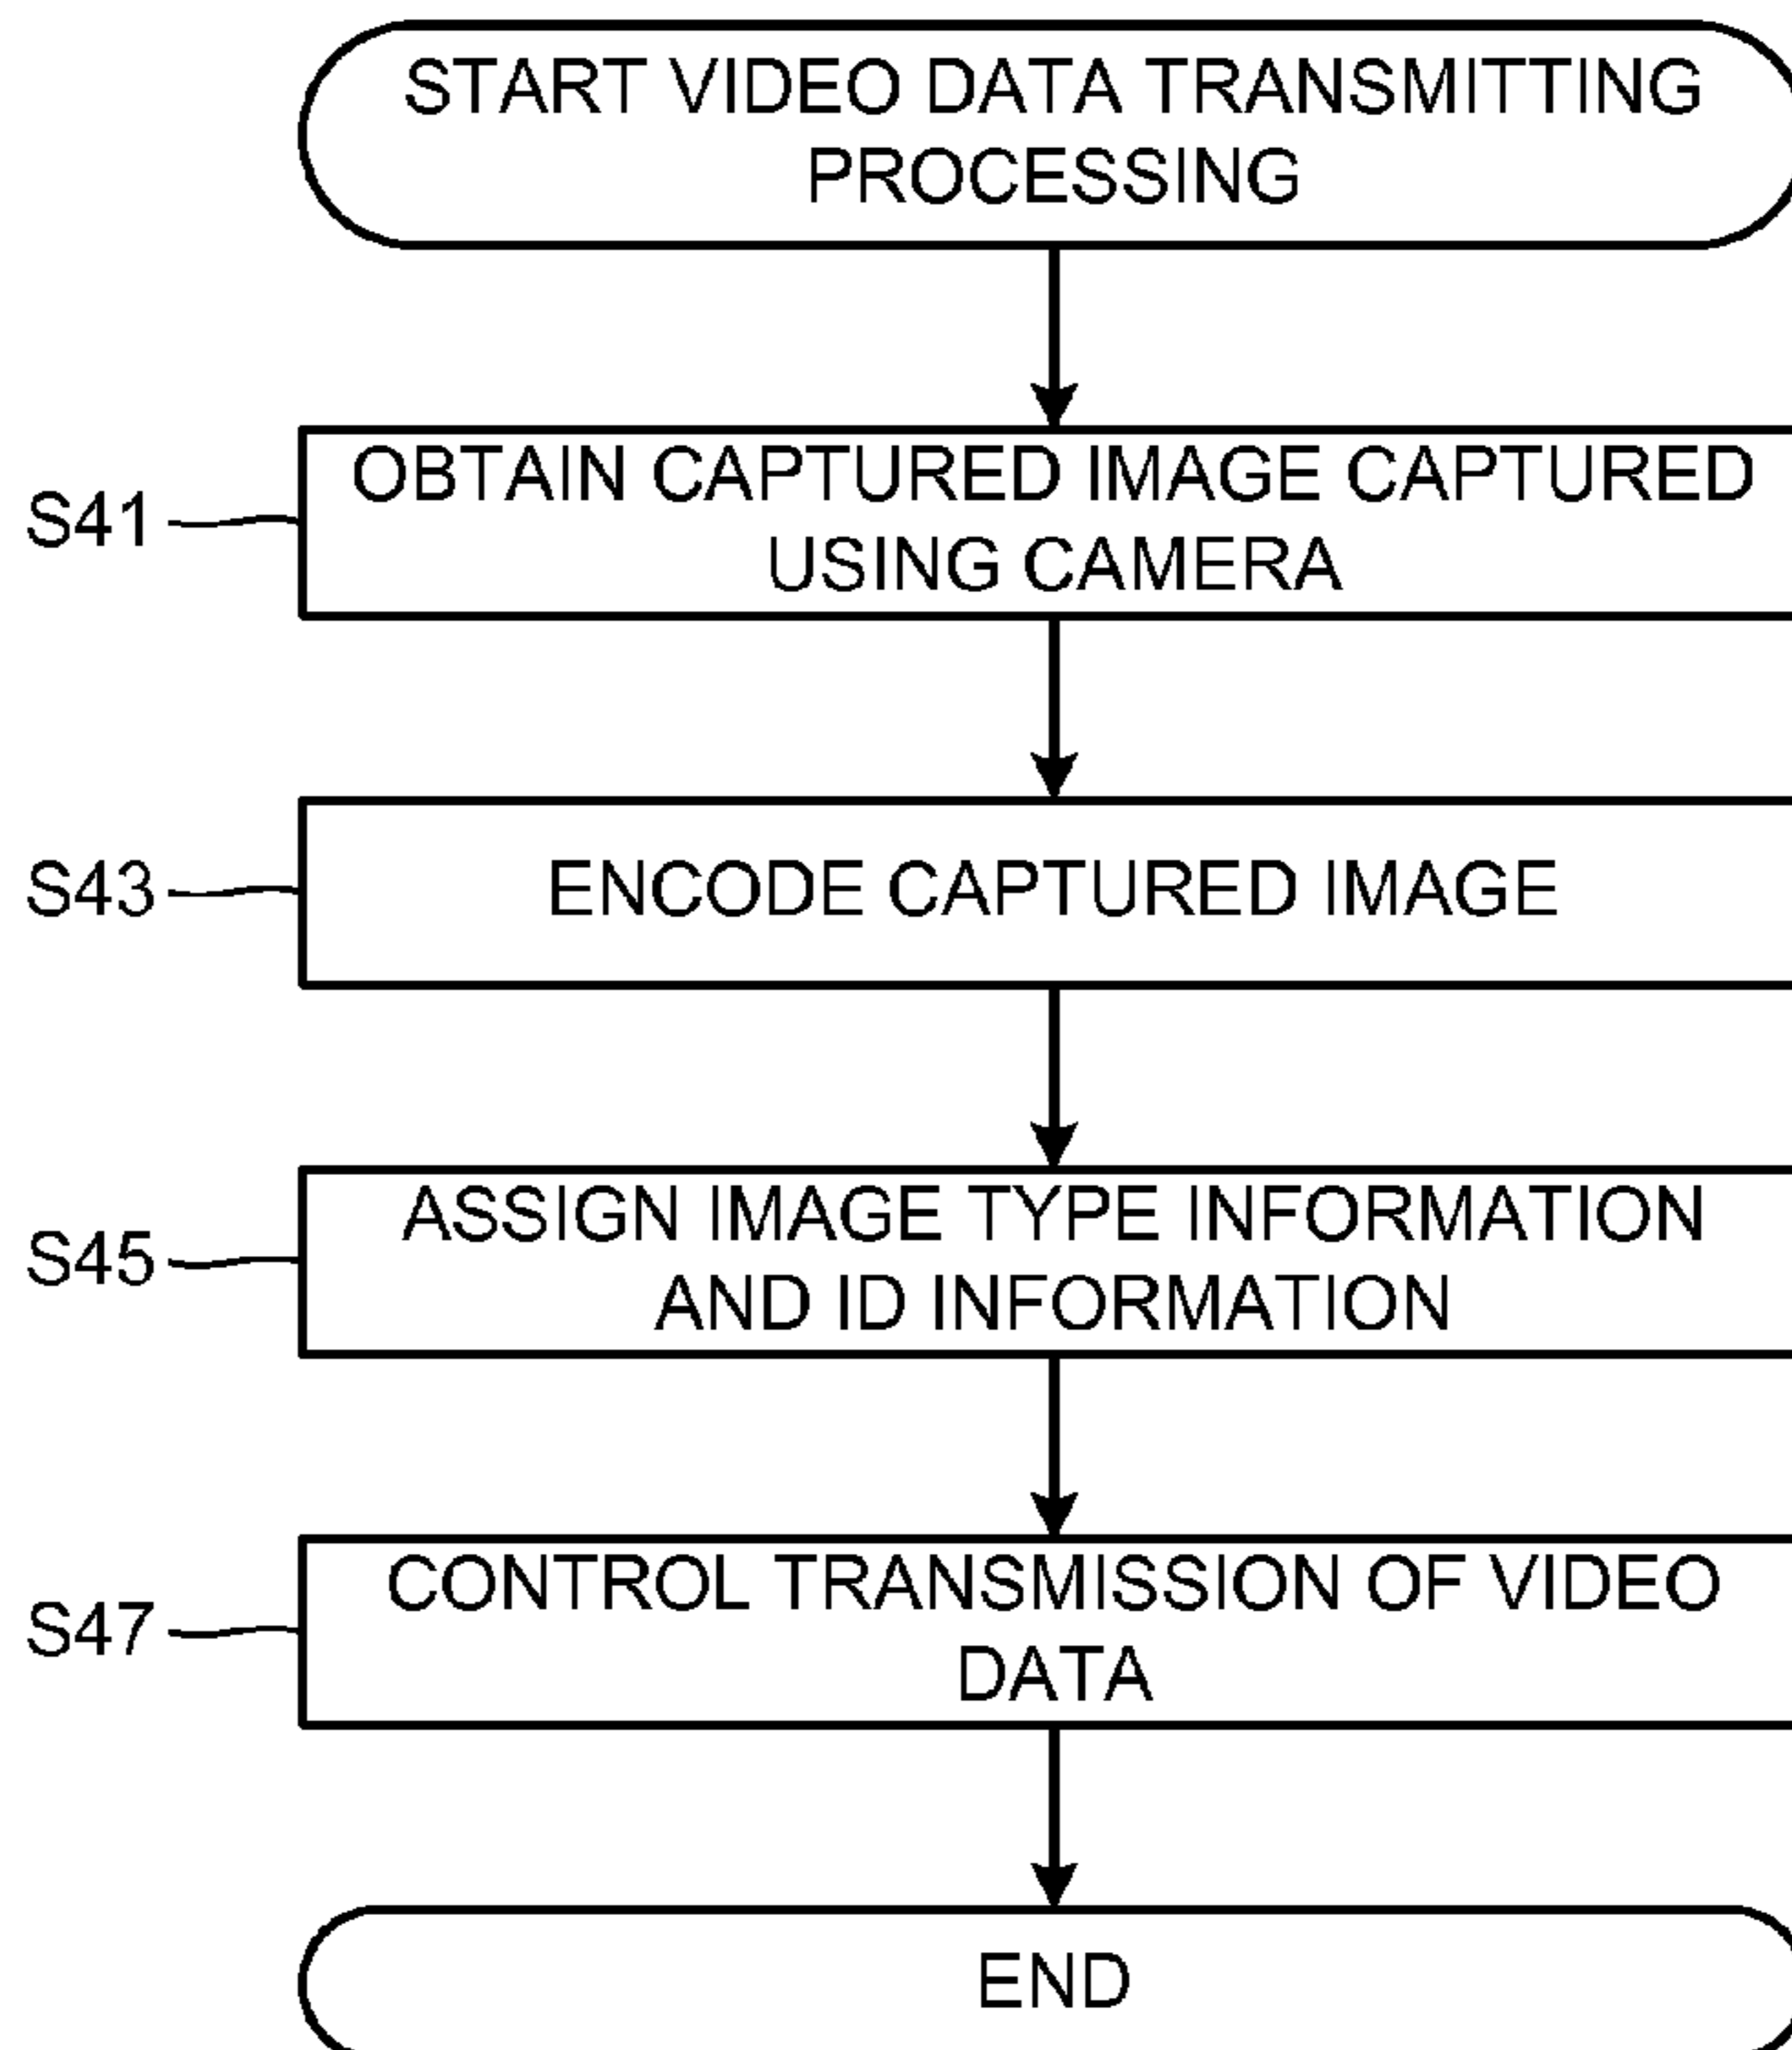 START VIDEO DATA TRANSMITTING
PROCESSING
S41
OBTAIN CAPTURED IMAGE CAPTURED
USING CAMERA
S43
ENCODE CAPTURED IMAGE
S45
ASSIGN IMAGE TYPE INFORMATION
AND ID INFORMATION
S47
CONTROL TRANSMISSION OF VIDEO
DATA
END